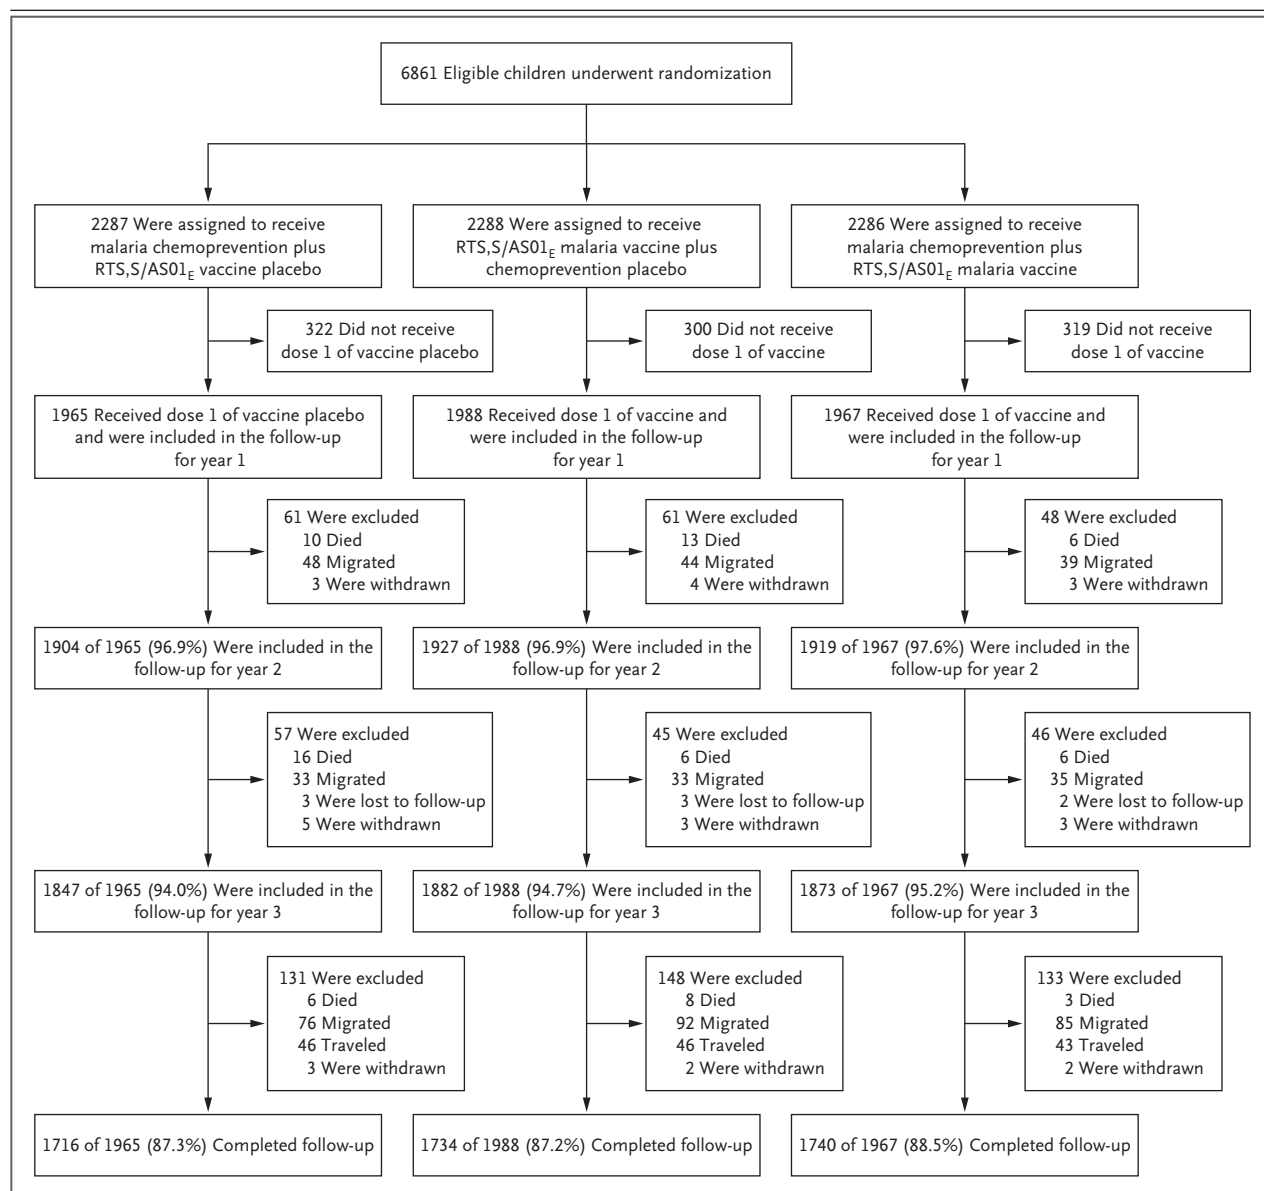 6861 Eligible children underwent randomization
2287 Were assigned to receive
malaria chemoprevention plus
RTS,S/AS01E vaccine placebo
2288 Were assigned to receive
RTS,S/AS01E malaria vaccine plus
chemoprevention placebo
2286 Were assigned to receive
malaria chemoprevention plus
RTS,S/AS01E malaria vaccine
322 Did not receive
dose 1 of vaccine placebo
300 Did not receive
dose 1 of vaccine
319 Did not receive
dose 1 of vaccine
1965 Received dose 1 of vaccine placebo
and were included in the follow-up
for year 1
1988 Received dose 1 of vaccine and
were included in the follow-up
for year 1
1967 Received dose 1 of vaccine and
were included in the follow-up
for year 1
61 Were excluded
10 Died
48 Migrated
3 Were withdrawn
61 Were excluded
13 Died
44 Migrated
4 Were withdrawn
48 Were excluded
6 Died
39 Migrated
3 Were withdrawn
1904 of 1965 (96.9%) Were included in the
follow-up for year 2
1927 of 1988 (96.9%) Were included in the
follow-up for year 2
1919 of 1967 (97.6%) Were included in the
follow-up for year 2
57 Were excluded
16 Died
33 Migrated
3 Were lost to follow-up
5 Were withdrawn
45 Were excluded
6 Died
33 Migrated
3 Were lost to follow-up
3 Were withdrawn
46 Were excluded
6 Died
35 Migrated
2 Were lost to follow-up
3 Were withdrawn
1847 of 1965 (94.0%) Were included in the
follow-up for year 3
1882 of 1988 (94.7%) Were included in the
follow-up for year 3
1873 of 1967 (95.2%) Were included in the
follow-up for year 3
131 Were excluded
6 Died
76 Migrated
46 Traveled
3 Were withdrawn
148 Were excluded
8 Died
92 Migrated
46 Traveled
2 Were withdrawn
133 Were excluded
3 Died
85 Migrated
43 Traveled
2 Were withdrawn
1716 of 1965 (87.3%) Completed follow-up
1734 of 1988 (87.2%) Completed follow-up
1740 of 1967 (88.5%) Completed follow-up